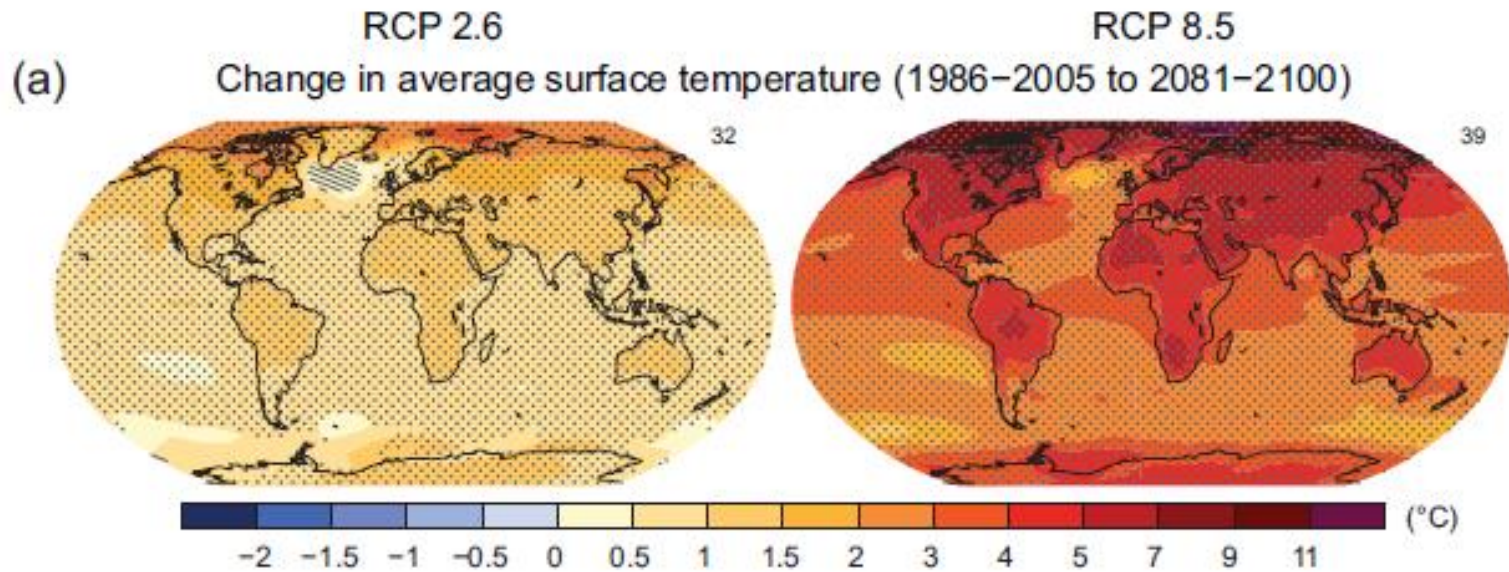 RCP 2.6 RCP 8.5
(a) Change in average surface temperature (1986−2005 to 2081−2100)
32 39
−2 −1.5 −1 −0.5 0 0.5 1 1.5 2 3 4 5 7 9 11 (°C)